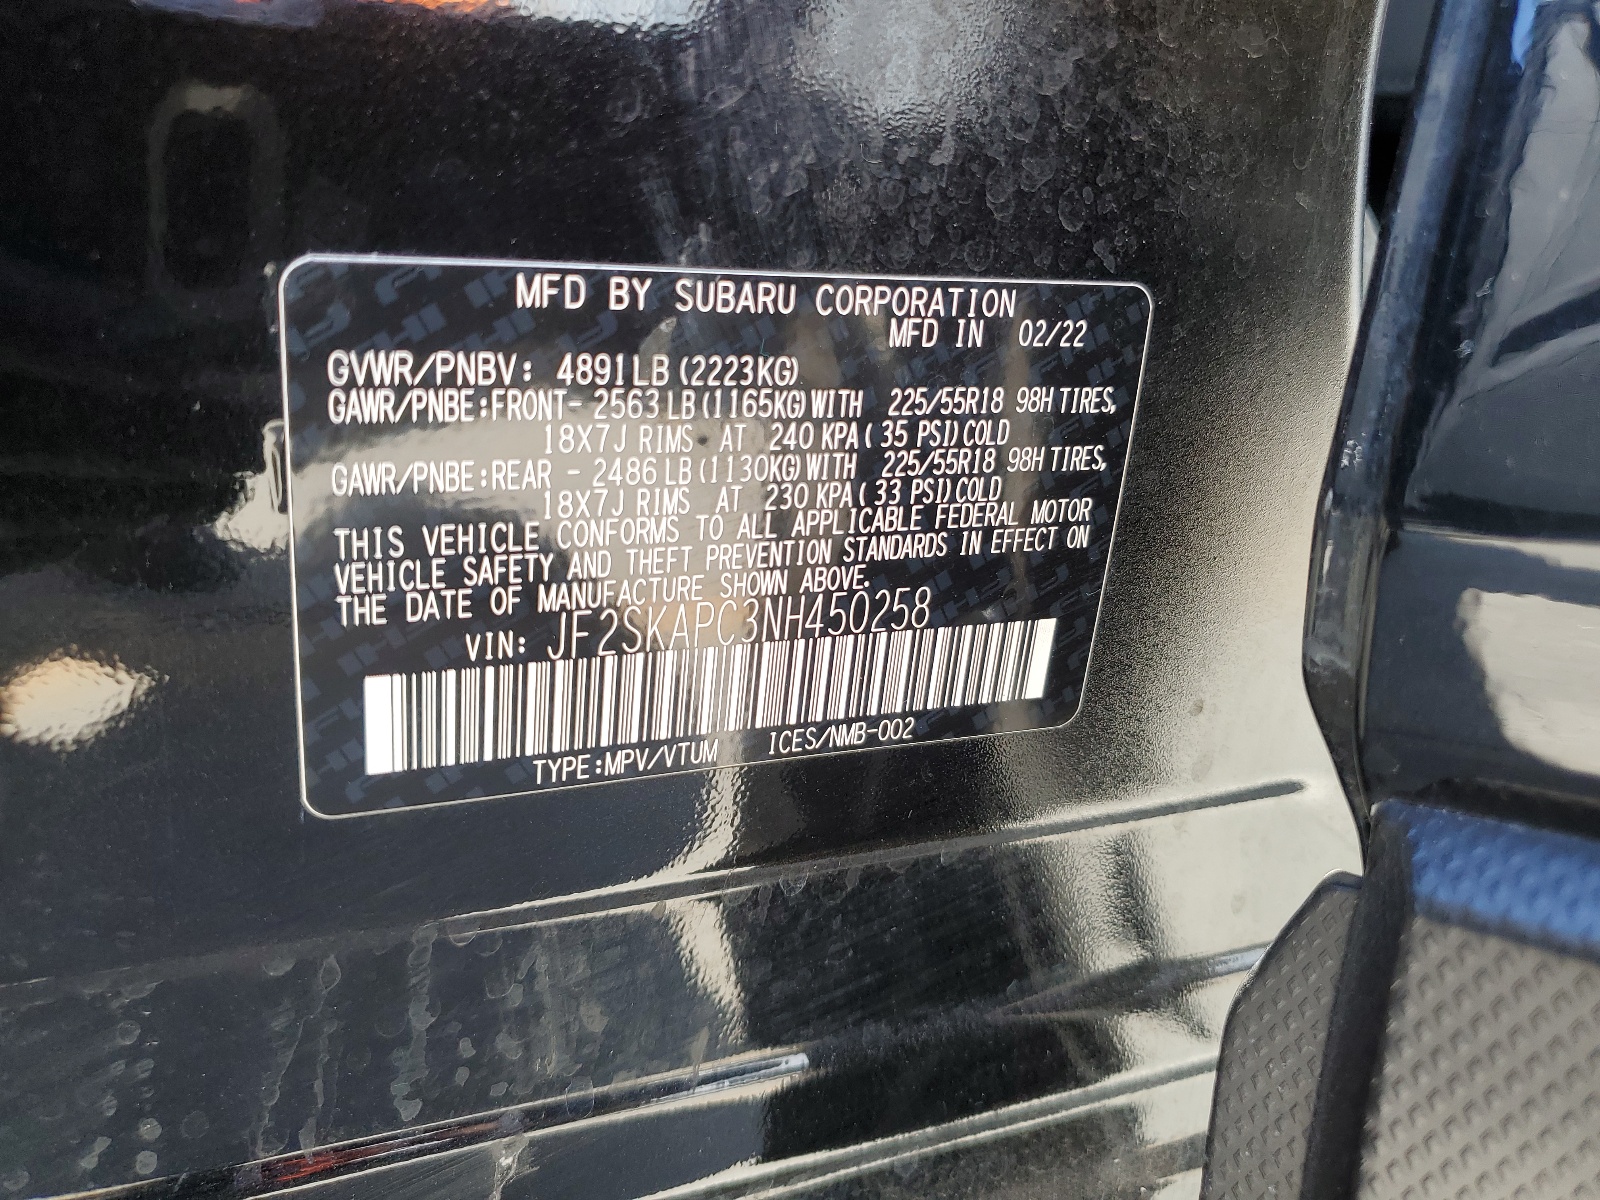 MFD BY SUBARU CORPORATION
MFD IN 02/22
GVWR/PNBV: 4891LB (2223KG)
GAWR/PNBE:FRONT- 2563LB(1165KG)WITH 225/55R18 98H TIRES,
18X7J RIMS AT 240 KPA( 35 PSI)COLD
GAWR/PNBE:REAR - 2486LB(1130KG)WITH 225/55R18 98H TIRES,
18X7J RIMS AT 230 KPA( 33 PSI)COLD
THIS VEHICLE CONFORMS TO ALL APPLICABLE FEDERAL MOTOR
VEHICLE SAFETY AND THEFT PREVENTION STANDARDS IN EFFECT ON
THE DATE OF MANUFACTURE SHOWN ABOVE.
VIN: JF2SKAPC3NH450258
TYPE:MPV/VTUM ICES/NMB-002